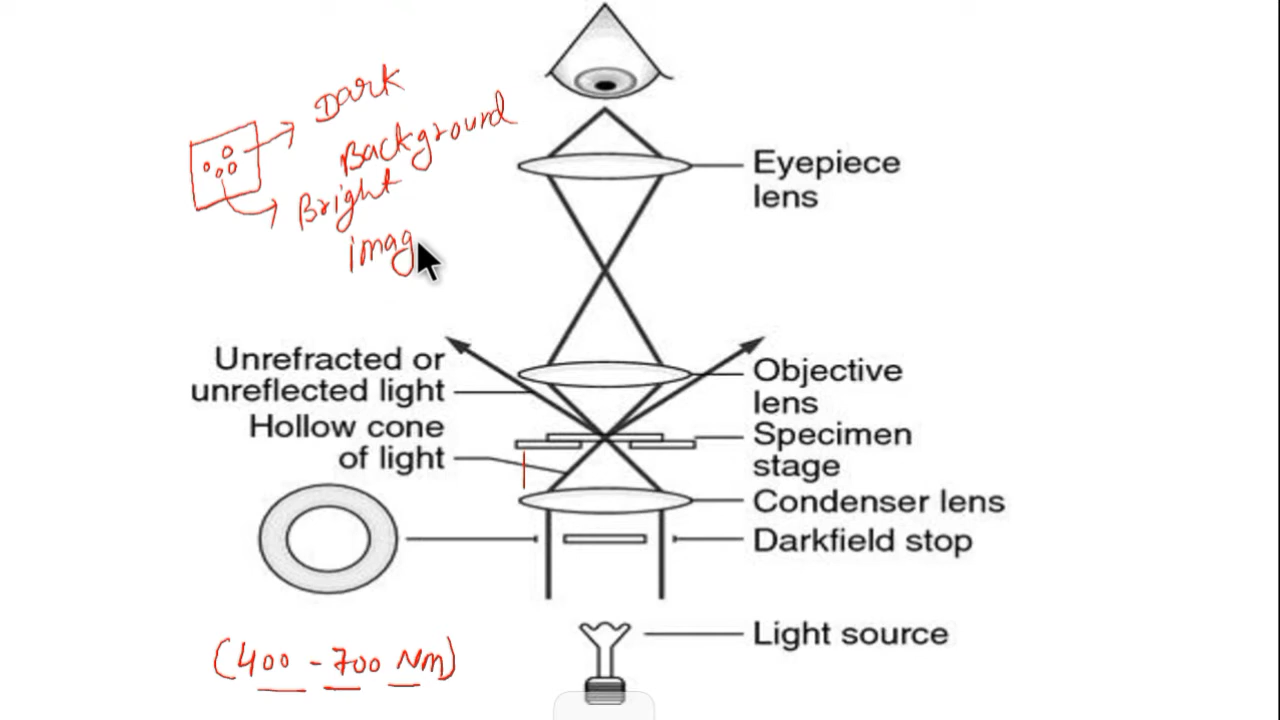 Dark
Background
Bright
imag
Eyepiece
lens
Unrefracted or
unreflected light
Hollow cone
of light
Objective
lens
Specimen
stage
Condenser lens
Darkfield stop
Light source
(400 - 700 Nm)